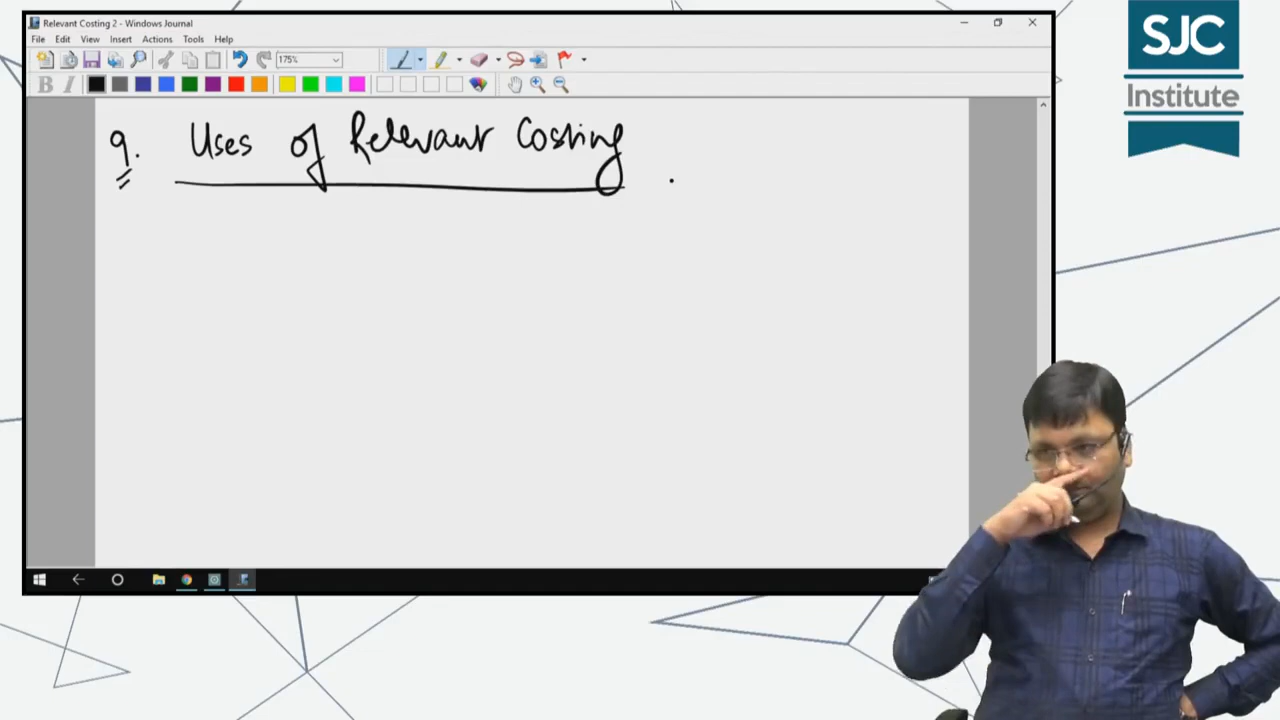 Relevant Costing 2 - Windows Journal
File Edit View Insert Actions Tools Help
175%
B I
9. Uses of Relevant Costing .
SJC
Institute